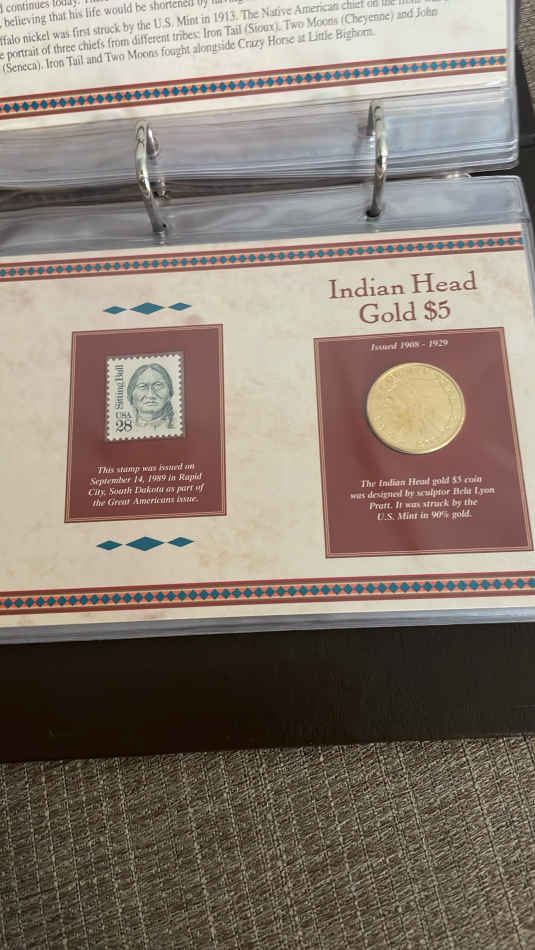 continues today.
, believing that his life would be shortened by
ffalo nickel was first struck by the U.S. Mint in 1913. The Native American chief on the
e portrait of three chiefs from different tribes: Iron Tail (Sioux), Two Moons (Cheyenne) and John
(Seneca). Iron Tail and Two Moons fought alongside Crazy Horse at Little Bighorn.
Indian Head
Gold $5
Issued 1908 - 1929
Sitting Bull
USA
28
This stamp was issued on
September 14, 1989 in Rapid
City, South Dakota as part of
the Great Americans issue.
The Indian Head gold $5 coin
was designed by sculptor Bela Lyon
Pratt. It was struck by the
U.S. Mint in 90% gold.